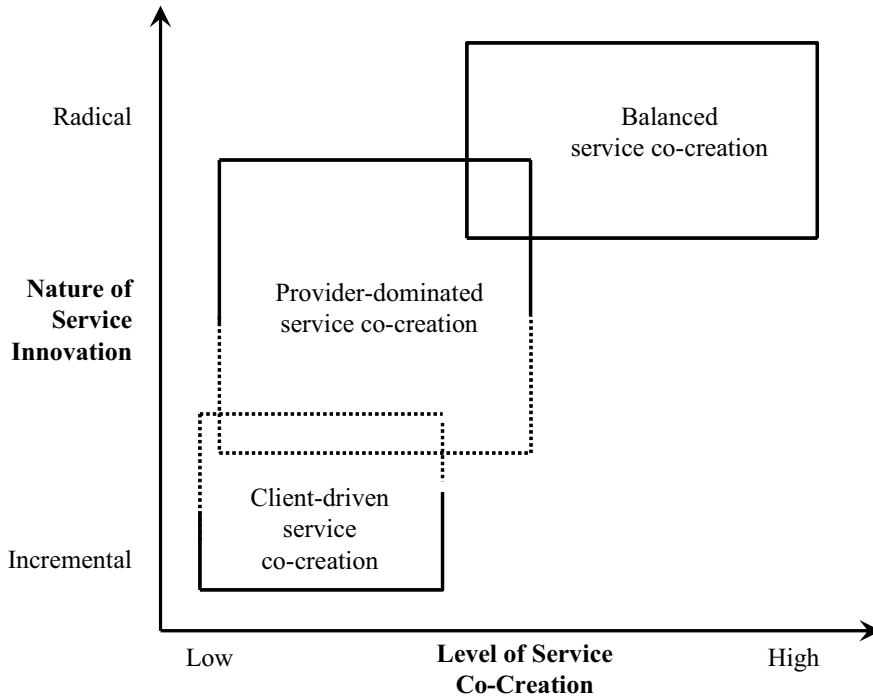 Radical
Balanced
service co-creation
Nature of
Service
Innovation
Provider-dominated
service co-creation
Client-driven
service
co-creation
Incremental
Low
Level of Service
Co-Creation
High